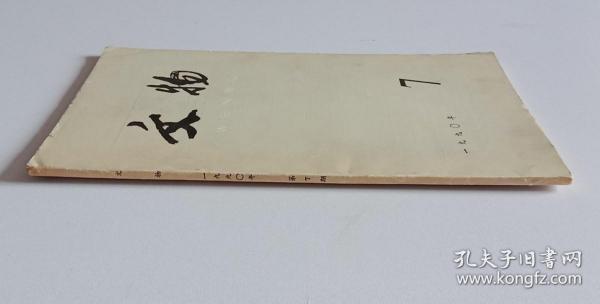 文物
7
一九九〇年
文物 一九九〇年 第7期
孔夫子旧书网
www.kongfz.com